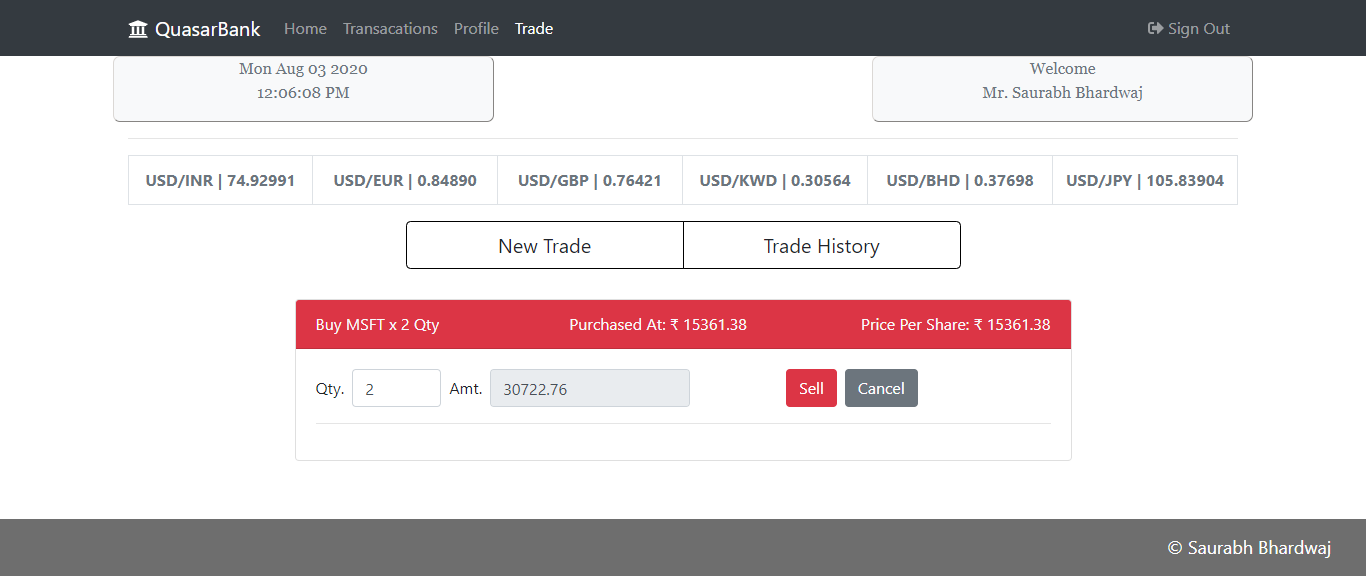 QuasarBank Home Transacations Profile Trade Sign Out
Mon Aug 03 2020
12:06:08 PM
Welcome
Mr. Saurabh Bhardwaj
USD/INR | 74.92991 USD/EUR | 0.84890 USD/GBP | 0.76421 USD/KWD | 0.30564 USD/BHD | 0.37698 USD/JPY | 105.83904
New Trade Trade History
Buy MSFT x 2 Qty Purchased At: ₹ 15361.38 Price Per Share: ₹ 15361.38
Qty. 2 Amt. 30722.76 Sell Cancel
© Saurabh Bhardwaj